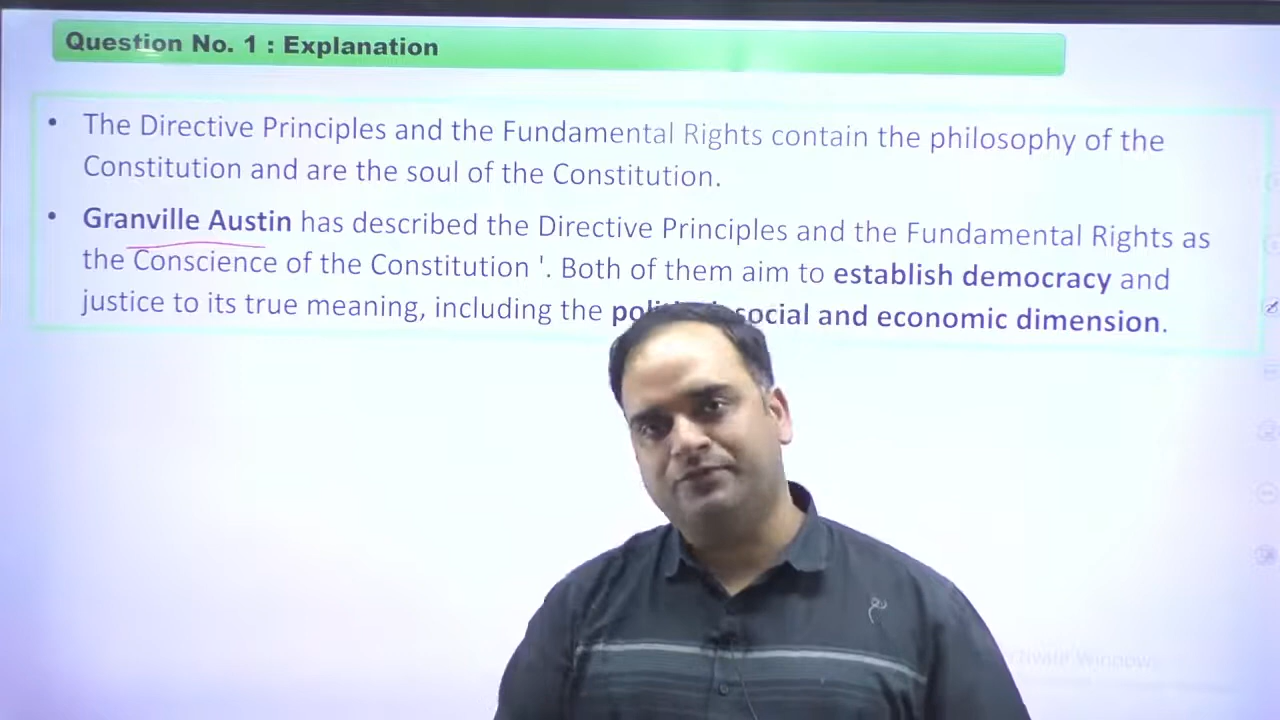 Question No. 1 : Explanation
• The Directive Principles and the Fundamental Rights contain the philosophy of the
Constitution and are the soul of the Constitution.
• Granville Austin has described the Directive Principles and the Fundamental Rights as
the Conscience of the Constitution '. Both of them aim to establish democracy and
justice to its true meaning, including the social and economic dimension.